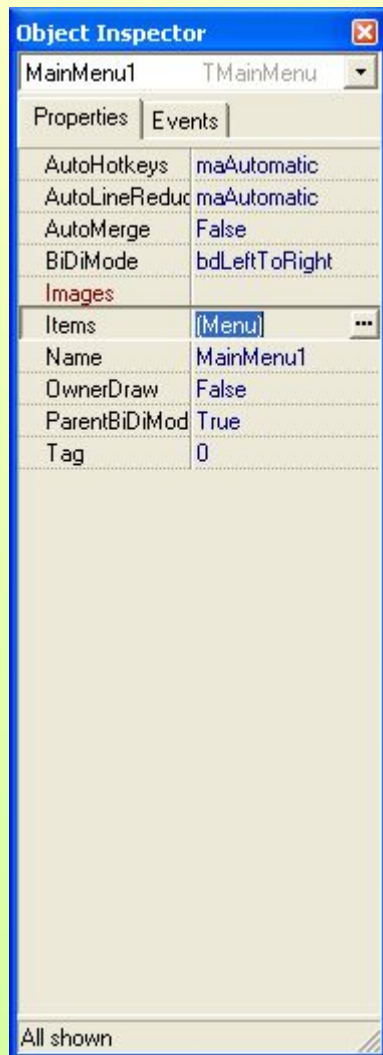 Object Inspector
MainMenu1 TMainMenu
Properties Events
AutoHotkeys maAutomatic
AutoLineReduc maAutomatic
AutoMerge False
BiDiMode bdLeftToRight
Images
Items (Menu) ...
Name MainMenu1
OwnerDraw False
ParentBiDiMod True
Tag 0
All shown